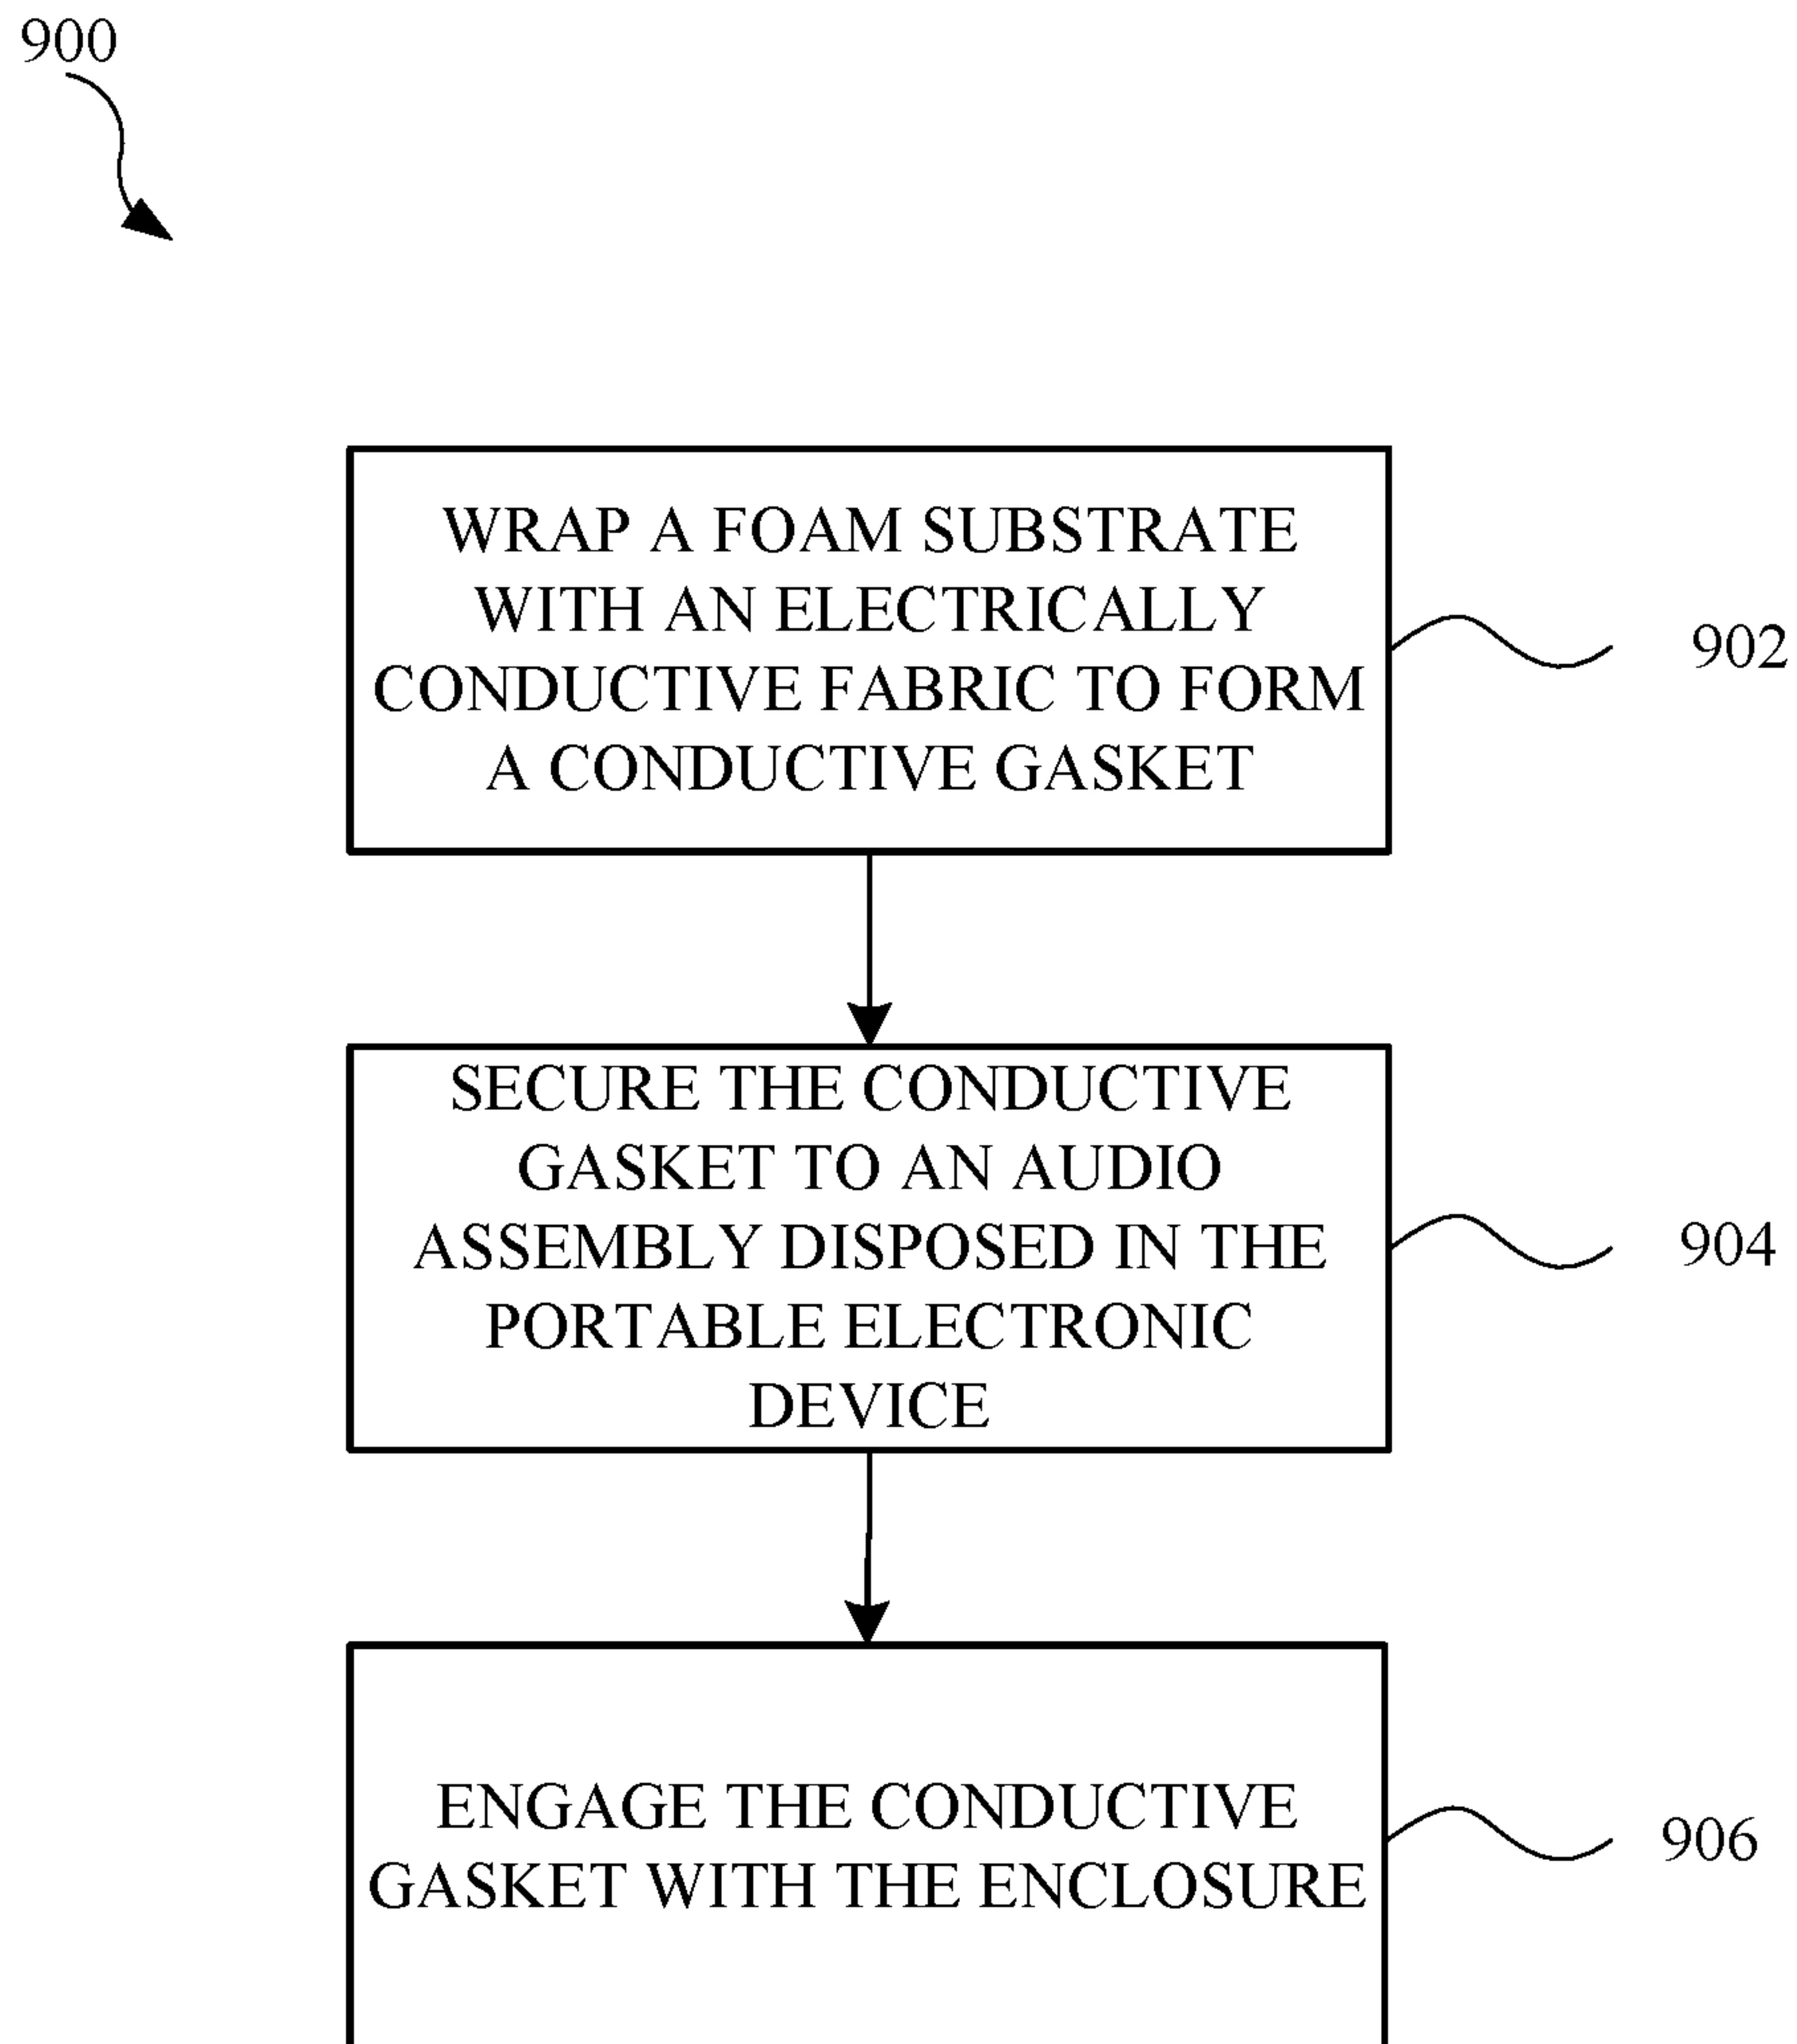 900
WRAP A FOAM SUBSTRATE
WITH AN ELECTRICALLY
CONDUCTIVE FABRIC TO FORM
A CONDUCTIVE GASKET
902
SECURE THE CONDUCTIVE
GASKET TO AN AUDIO
ASSEMBLY DISPOSED IN THE
PORTABLE ELECTRONIC
DEVICE
904
ENGAGE THE CONDUCTIVE
GASKET WITH THE ENCLOSURE
906